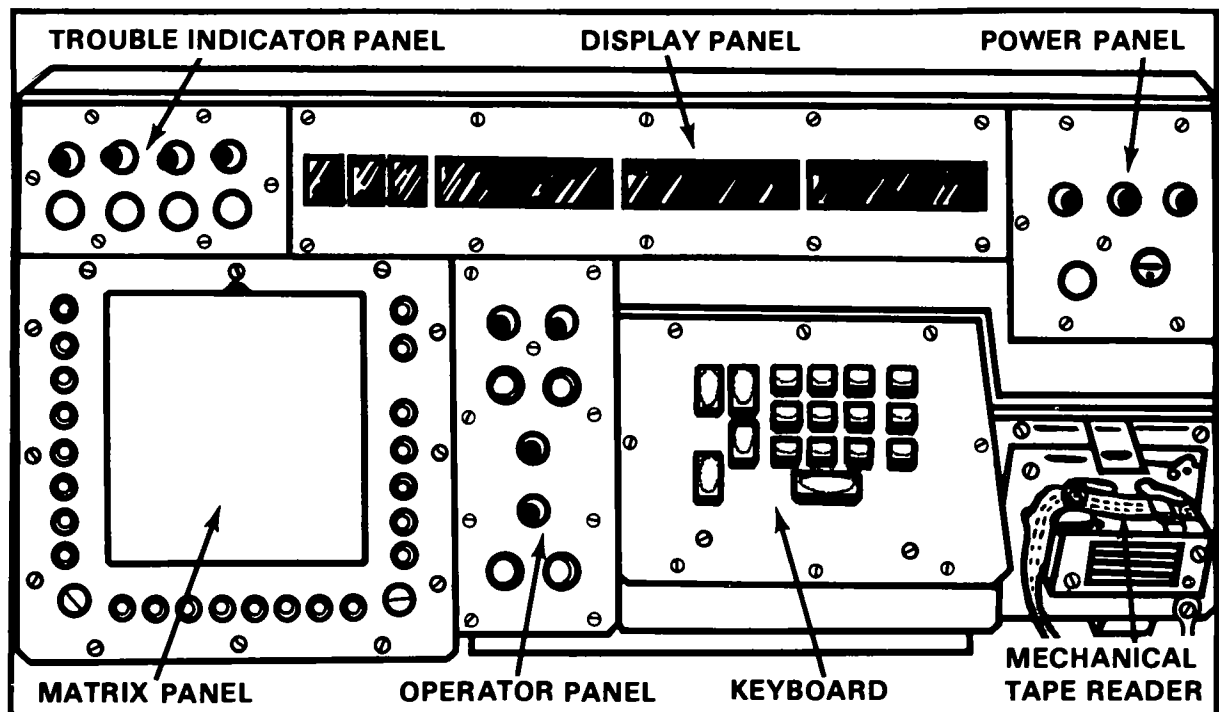 TROUBLE INDICATOR PANEL
DISPLAY PANEL
POWER PANEL
MATRIX PANEL
OPERATOR PANEL
KEYBOARD
MECHANICAL
TAPE READER